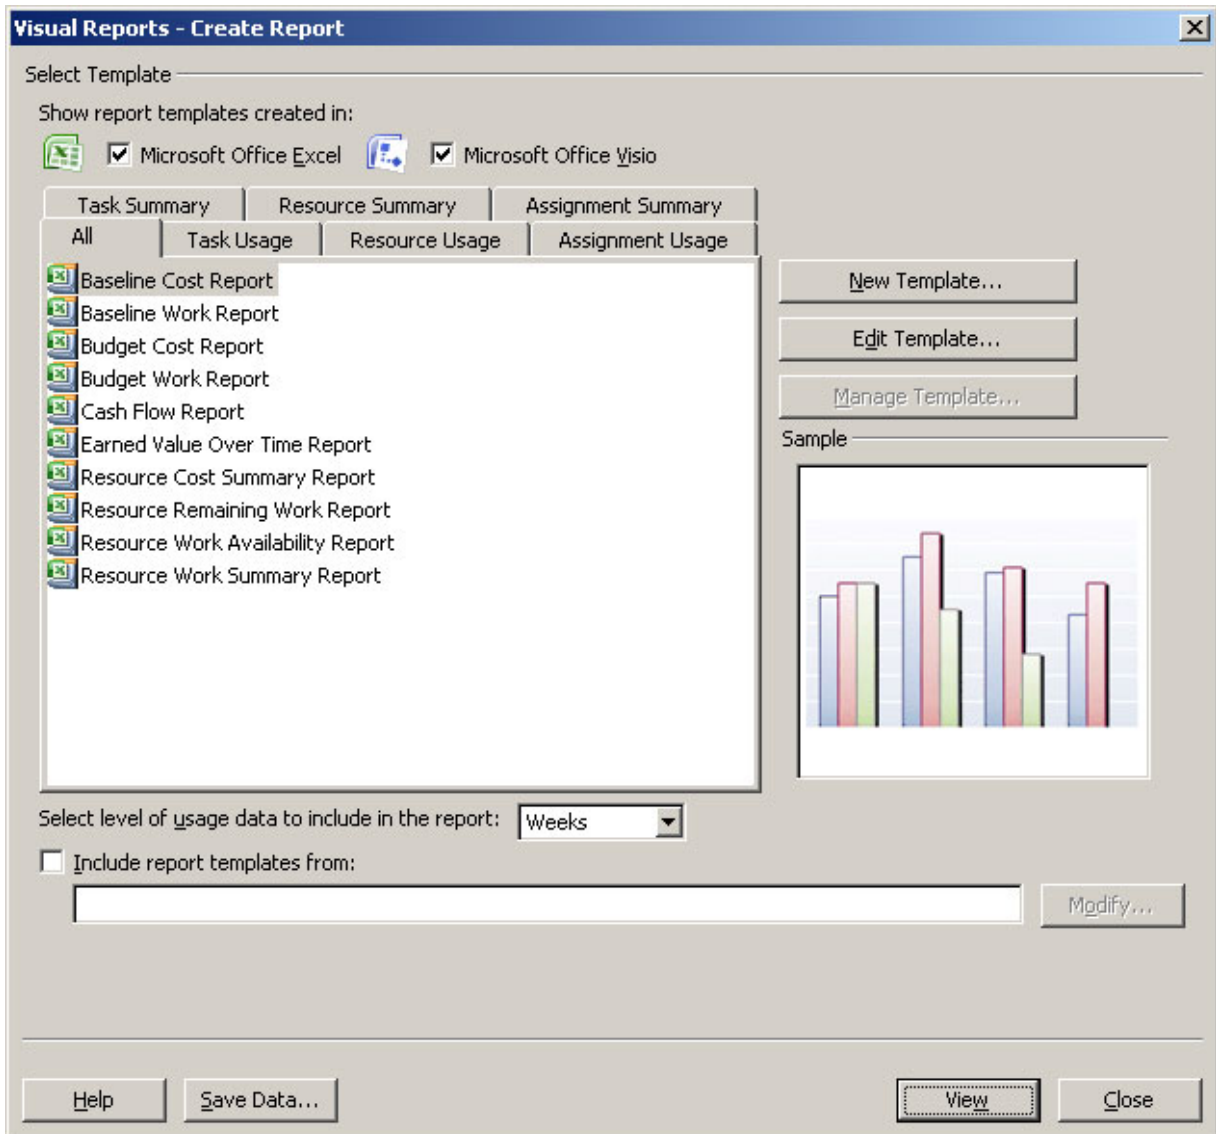 Visual Reports - Create Report
Select Template
Show report templates created in:
Microsoft Office Excel Microsoft Office Visio
Task Summary Resource Summary Assignment Summary
All Task Usage Resource Usage Assignment Usage
Baseline Cost Report
Baseline Work Report
Budget Cost Report
Budget Work Report
Cash Flow Report
Earned Value Over Time Report
Resource Cost Summary Report
Resource Remaining Work Report
Resource Work Availability Report
Resource Work Summary Report
New Template...
Edit Template...
Manage Template...
Sample
Select level of usage data to include in the report: Weeks
Include report templates from:
Modify...
Help Save Data... View Close